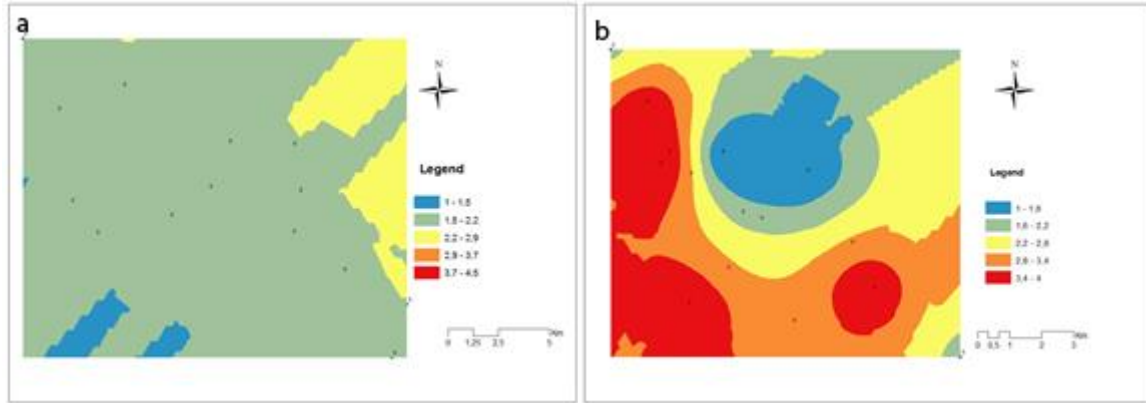 a
N
Legend
1 - 1,5
1,5 - 2,2
2,2 - 2,9
2,9 - 3,7
3,7 - 4,5
Km
0 1,25 2,5 5
b
N
Legend
1 - 1,6
1,6 - 2,2
2,2 - 2,8
2,8 - 3,4
3,4 - 4
Km
0 0,5 1 2 3